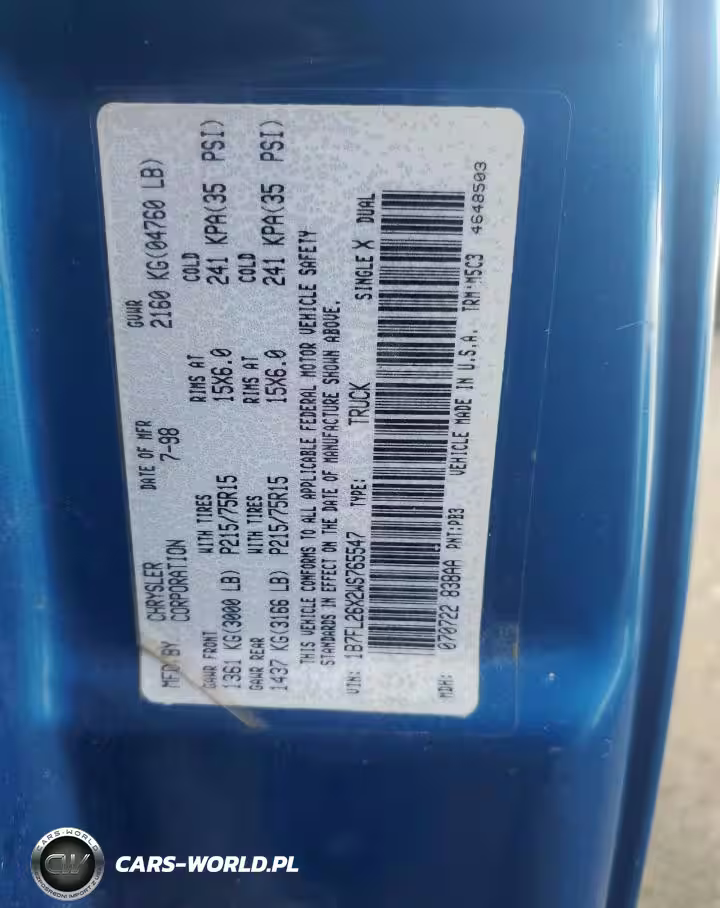 MFD.BY CHRYSLER CORPORATION DATE OF MFR 7-98 GVWR 2160 KG(04760 LB)
GAWR FRONT WITH TIRES RIMS AT COLD
1361 KG(3000 LB) P215/75R15 15X6.0 241 KPA(35 PSI)
GAWR REAR WITH TIRES RIMS AT COLD
1437 KG(3166 LB) P215/75R15 15X6.0 241 KPA(35 PSI)
THIS VEHICLE CONFORMS TO ALL APPLICABLE FEDERAL MOTOR VEHICLE SAFETY
STANDARDS IN EFFECT ON THE DATE OF MANUFACTURE SHOWN ABOVE.
VIN: 1B7FL26X2WS765547 TYPE: TRUCK SINGLE X DUAL
MDH: 070722 838AA PNT:PB3 VEHICLE MADE IN U.S.A. TRM:M5C3 4648503
CARS-WORLD
CW
CARS-WORLD.PL